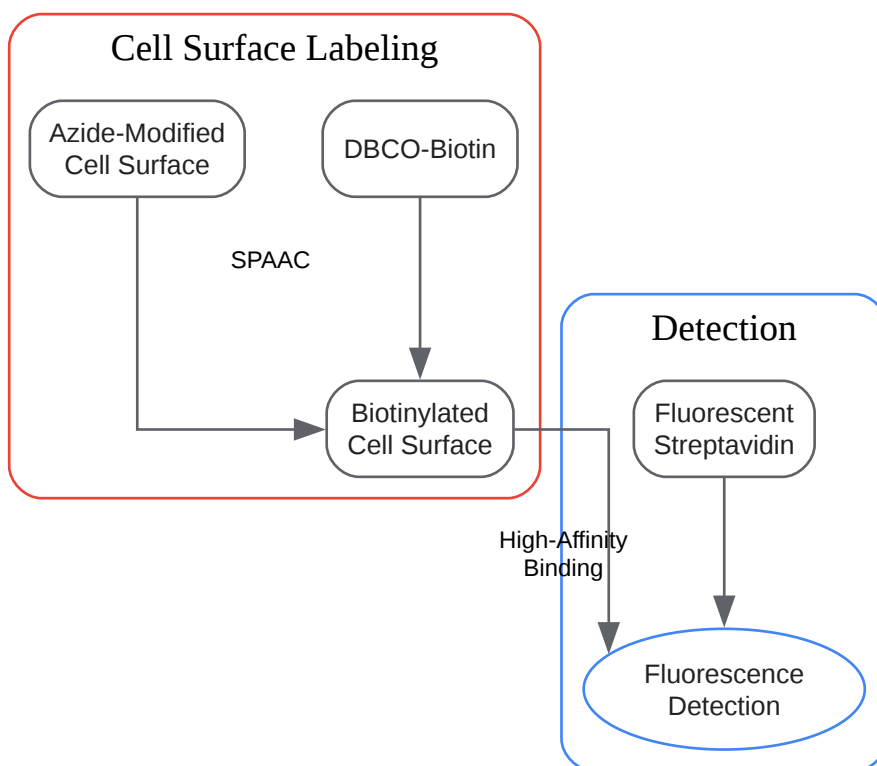 Cell Surface Labeling
Azide-Modified
Cell Surface
DBCO-Biotin
SPAAC
Detection
Biotinylated
Cell Surface
Fluorescent
Streptavidin
High-Affinity
Binding
Fluorescence
Detection